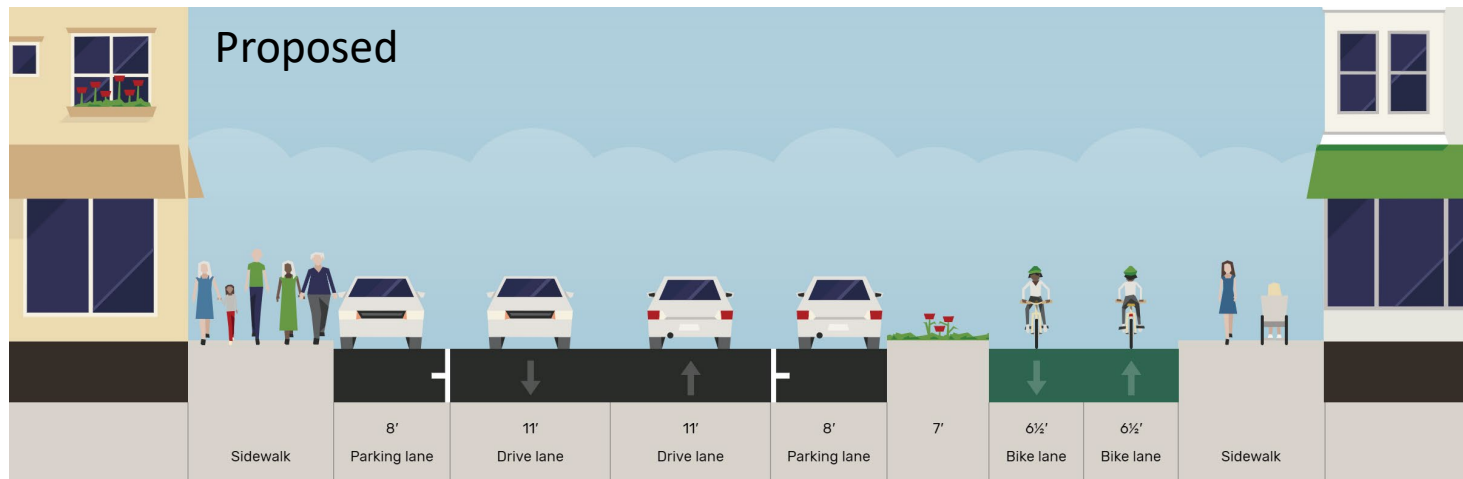 Proposed
8' 11' 11' 8' 7' 6½' 6½'
Sidewalk Parking lane Drive lane Drive lane Parking lane Bike lane Bike lane Sidewalk